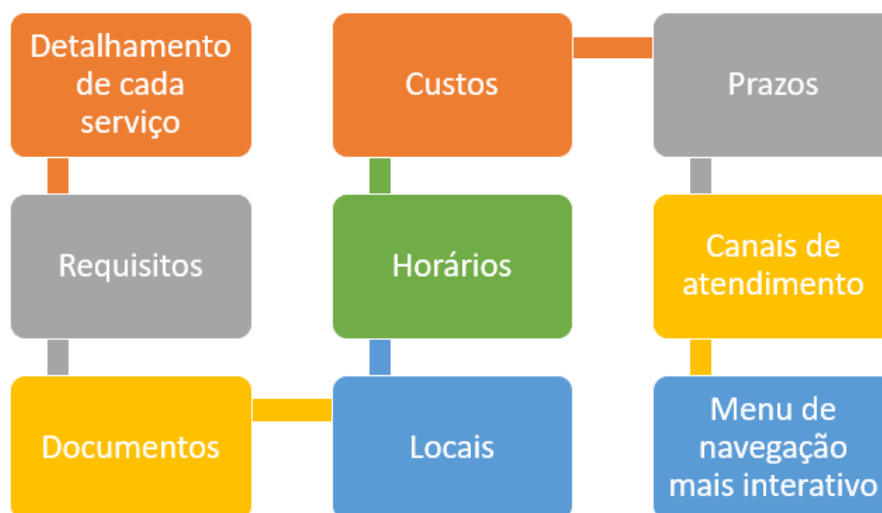 Detalhamento
de cada
serviço
Requisitos
Documentos
Locais
Horários
Custos
Prazos
Canais de
atendimento
Menu de
navegação
mais interativo